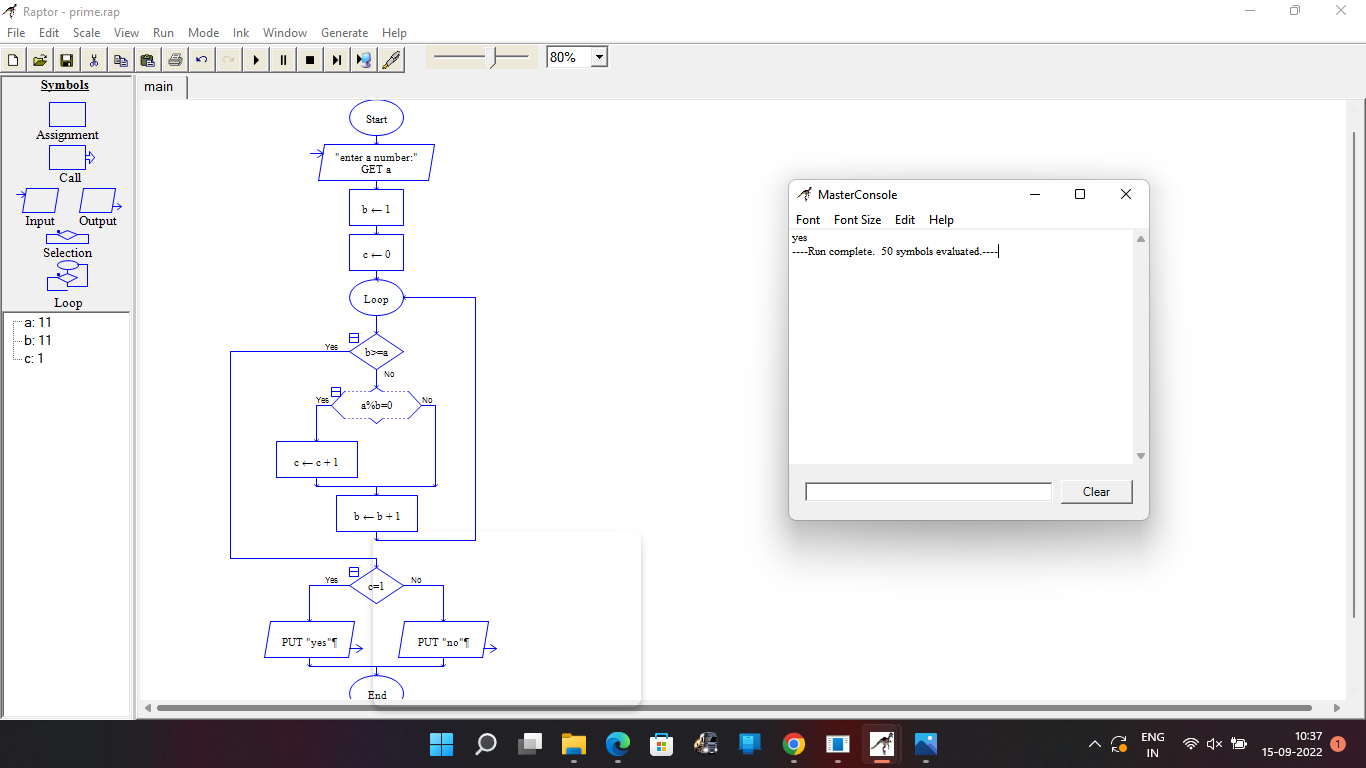 Raptor - prime.rap
File Edit Scale View Run Mode Ink Window Generate Help
80%
Symbols
Assignment
Call
Input Output
Selection
Loop
a: 11
b: 11
c: 1
main
Start
"enter a number:"
GET a
b ← 1
c ← 0
Loop
Yes
b>=a
No
Yes
a%b=0
No
c ← c + 1
b ← b + 1
Yes
c=1
No
PUT "yes"¶
PUT "no"¶
End
MasterConsole
Font Font Size Edit Help
yes
----Run complete. 50 symbols evaluated.----
Clear
ENG
IN
10:37
15-09-2022
1